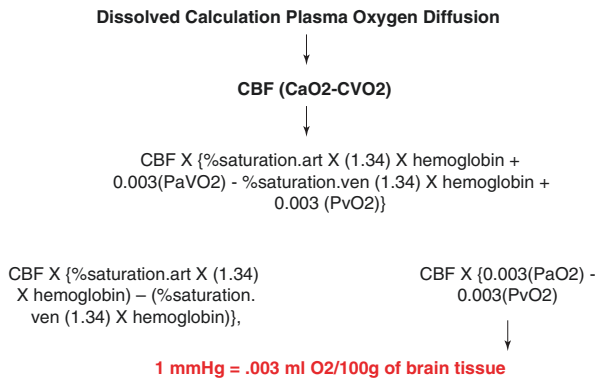 Dissolved Calculation Plasma Oxygen Diffusion
CBF (CaO2-CVO2)
CBF X {%saturation.art X (1.34) X hemoglobin +
0.003(PaVO2) - %saturation.ven (1.34) X hemoglobin +
0.003 (PvO2)}
CBF X {%saturation.art X (1.34)
X hemoglobin) – (%saturation.
ven (1.34) X hemoglobin)},
CBF X {0.003(PaO2) -
0.003(PvO2)
1 mmHg = .003 ml O2/100g of brain tissue